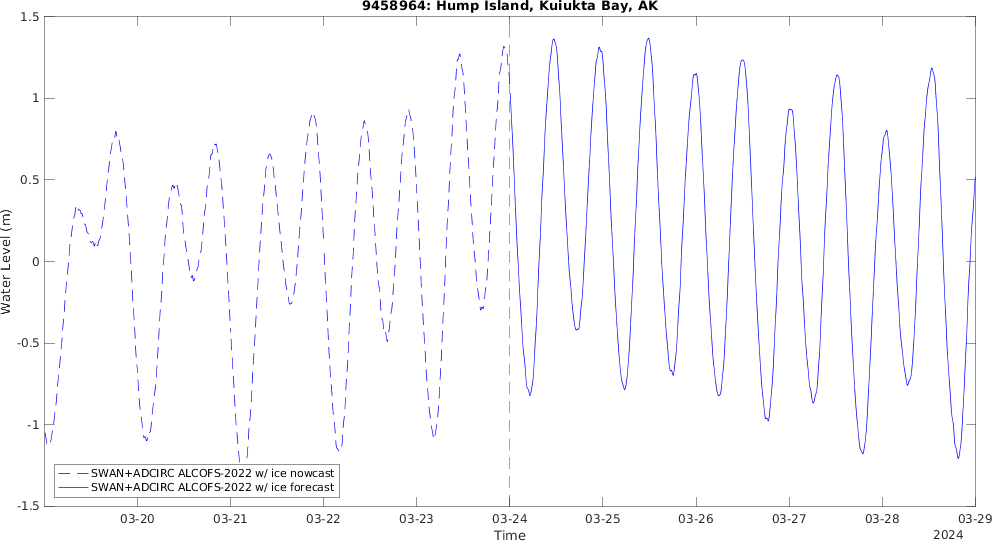 9458964: Hump Island, Kuiukta Bay, AK
Water Level (m)
1.5
1
0.5
0
-0.5
-1
-1.5
SWAN+ADCIRC ALCOFS-2022 w/ ice nowcast
SWAN+ADCIRC ALCOFS-2022 w/ ice forecast
03-20 03-21 03-22 03-23 03-24 03-25 03-26 03-27 03-28 03-29
Time
2024